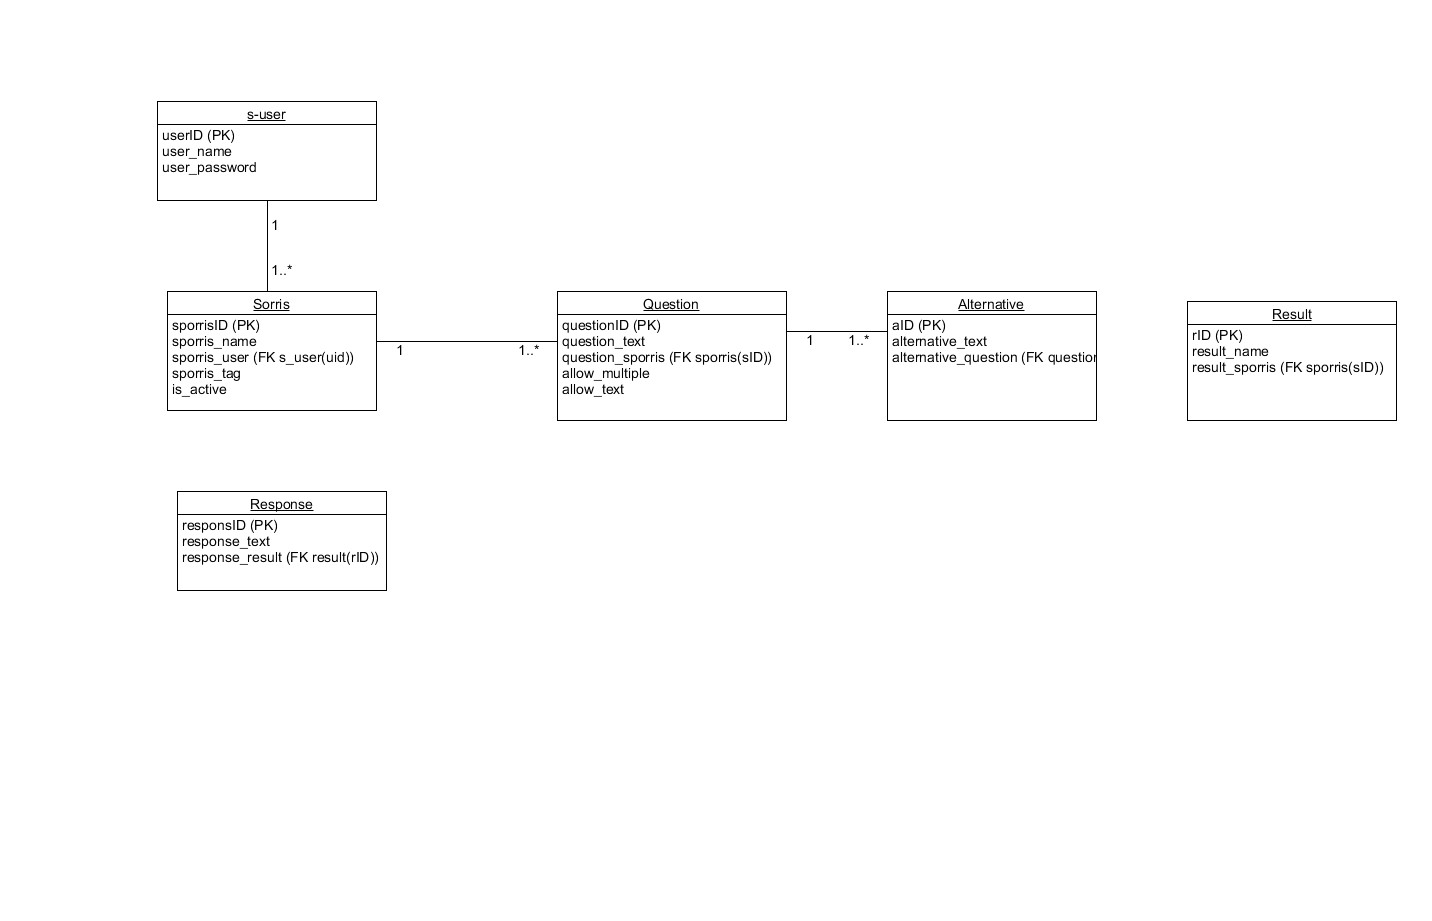 s-user
userID (PK)
user_name
user_password
1
1..*
Sorris
sporrisID (PK)
sporris_name
sporris_user (FK s_user(uid))
sporris_tag
is_active
1
1..*
Question
questionID (PK)
question_text
question_sporris (FK sporris(sID))
allow_multiple
allow_text
1
1..*
Alternative
aID (PK)
alternative_text
alternative_question (FK question
Result
rID (PK)
result_name
result_sporris (FK sporris(sID))
Response
responsID (PK)
response_text
response_result (FK result(rID))